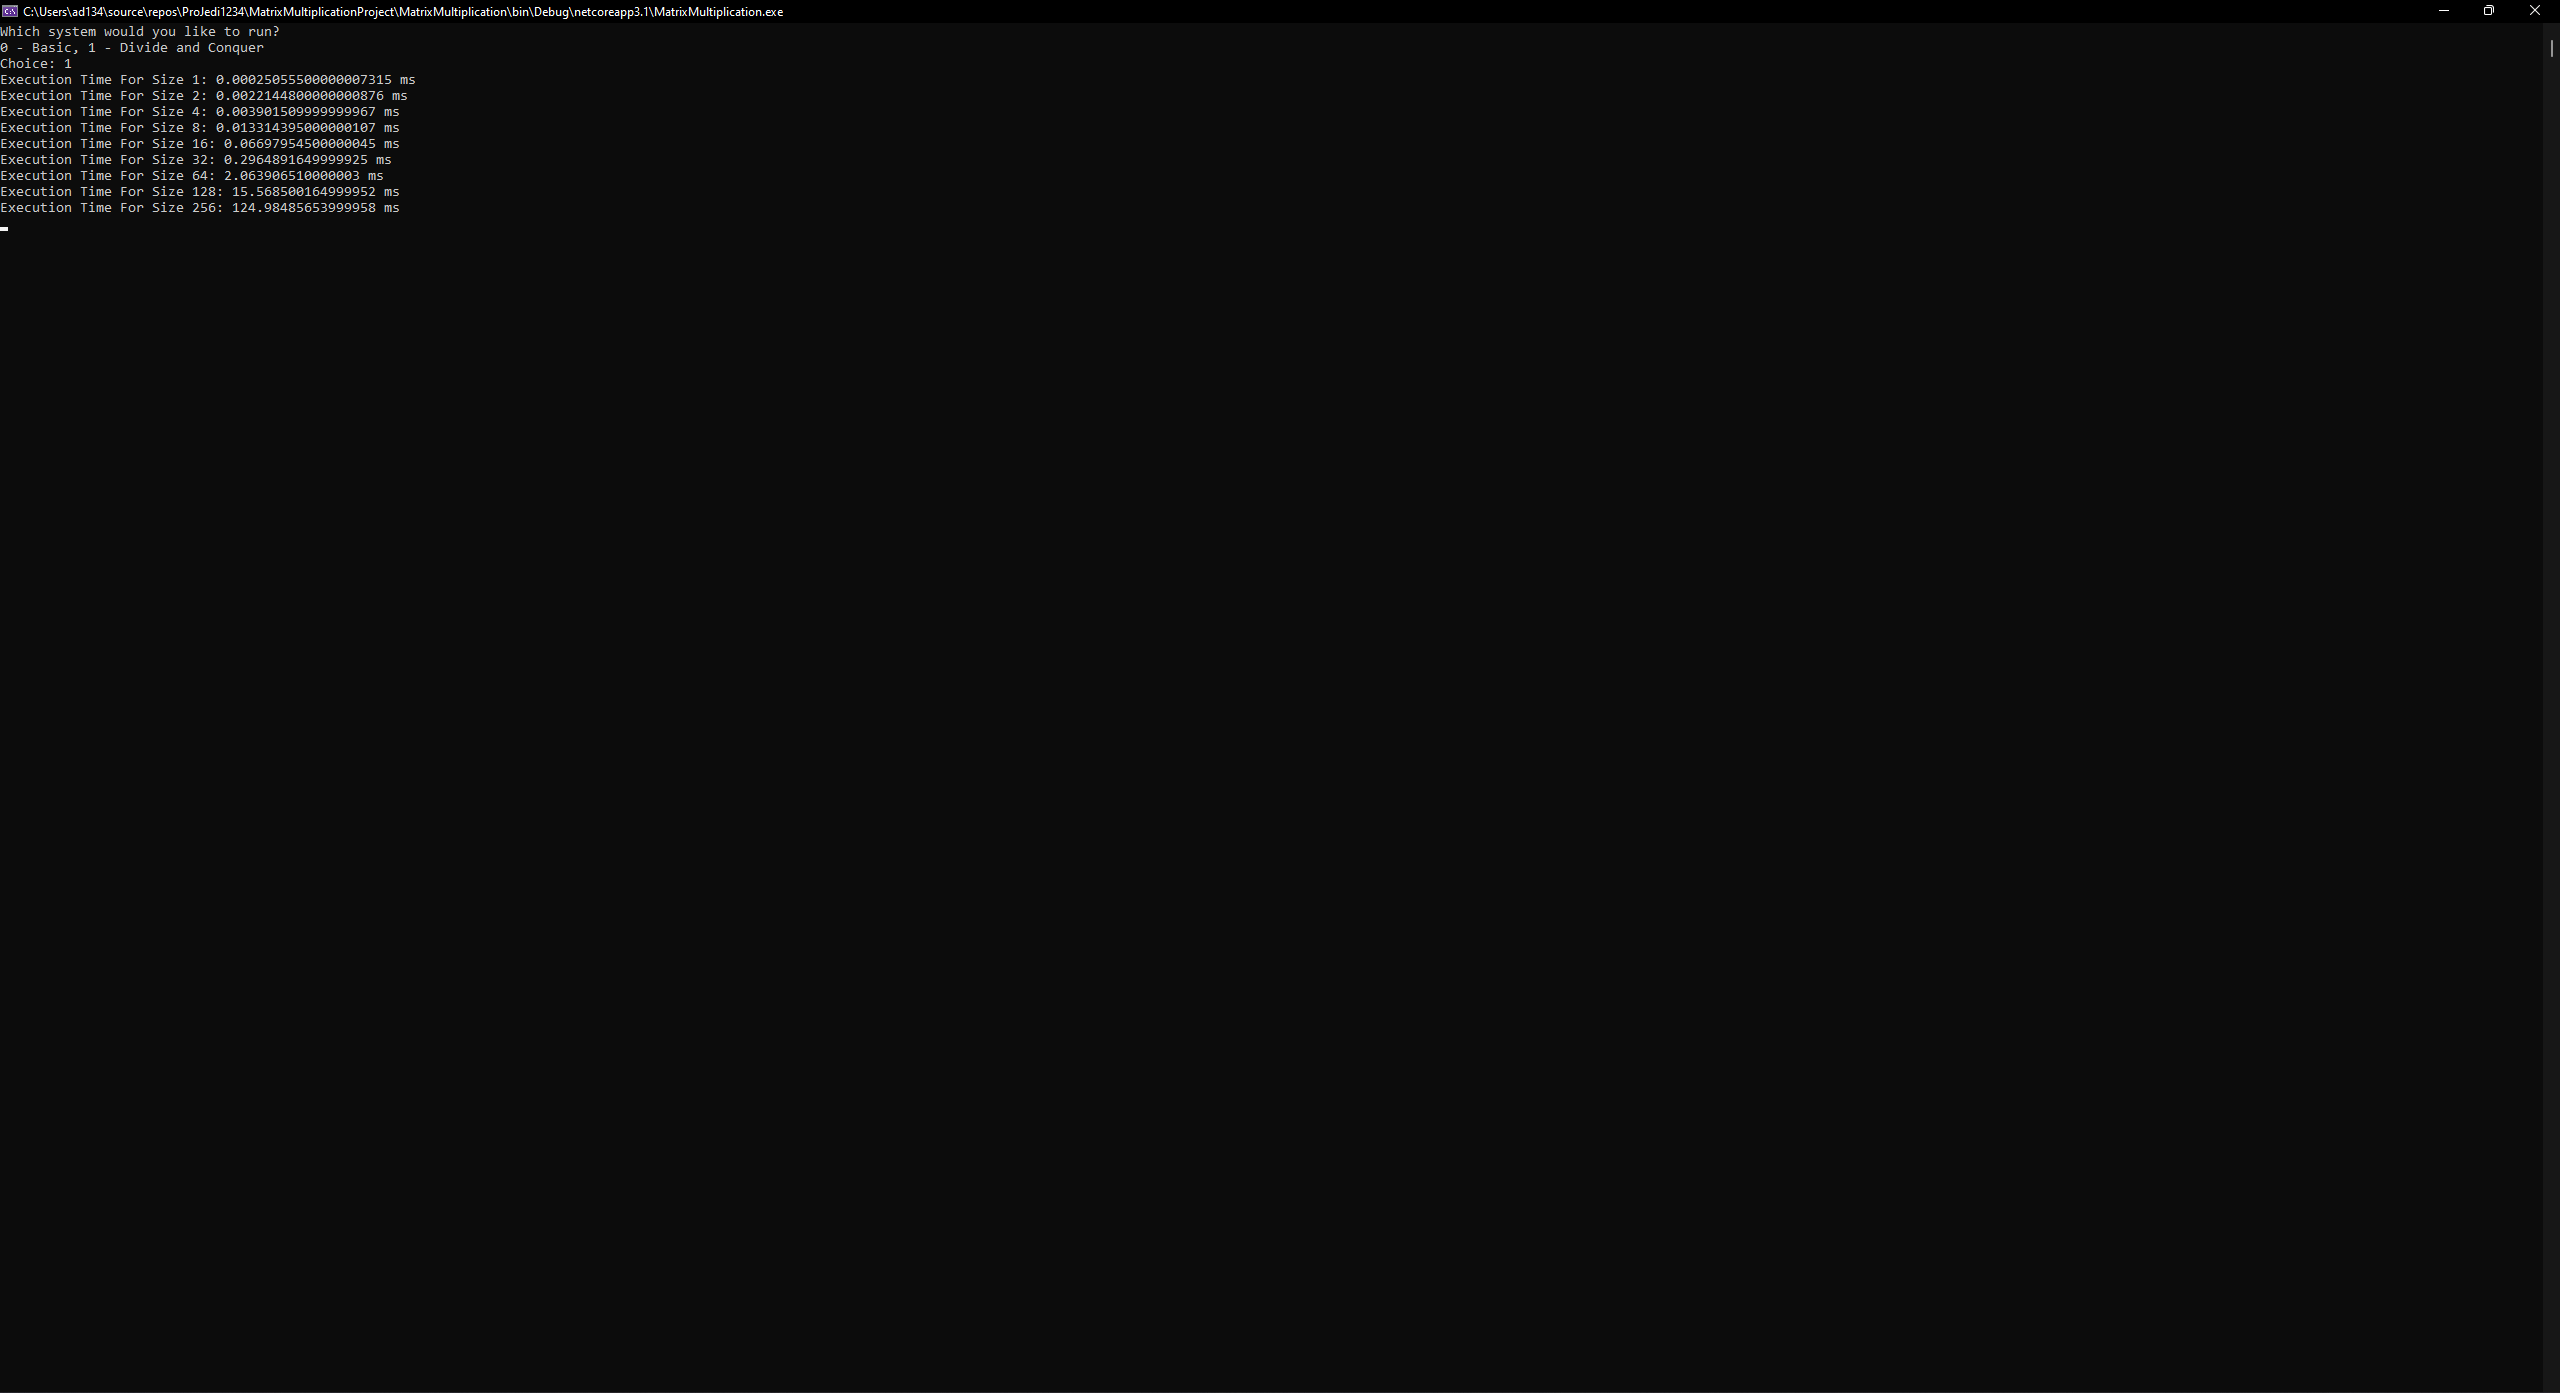 C:\Users\ad134\source\repos\ProJedi1234\MatrixMultiplicationProject\MatrixMultiplication\bin\Debug\netcoreapp3.1\MatrixMultiplication.exe
Which system would you like to run?
0 - Basic, 1 - Divide and Conquer
Choice: 1
Execution Time For Size 1: 0.00025055500000007315 ms
Execution Time For Size 2: 0.0022144800000000876 ms
Execution Time For Size 4: 0.003901509999999967 ms
Execution Time For Size 8: 0.013314395000000107 ms
Execution Time For Size 16: 0.06697954500000045 ms
Execution Time For Size 32: 0.2964891649999925 ms
Execution Time For Size 64: 2.063906510000003 ms
Execution Time For Size 128: 15.568500164999952 ms
Execution Time For Size 256: 124.98485653999958 ms